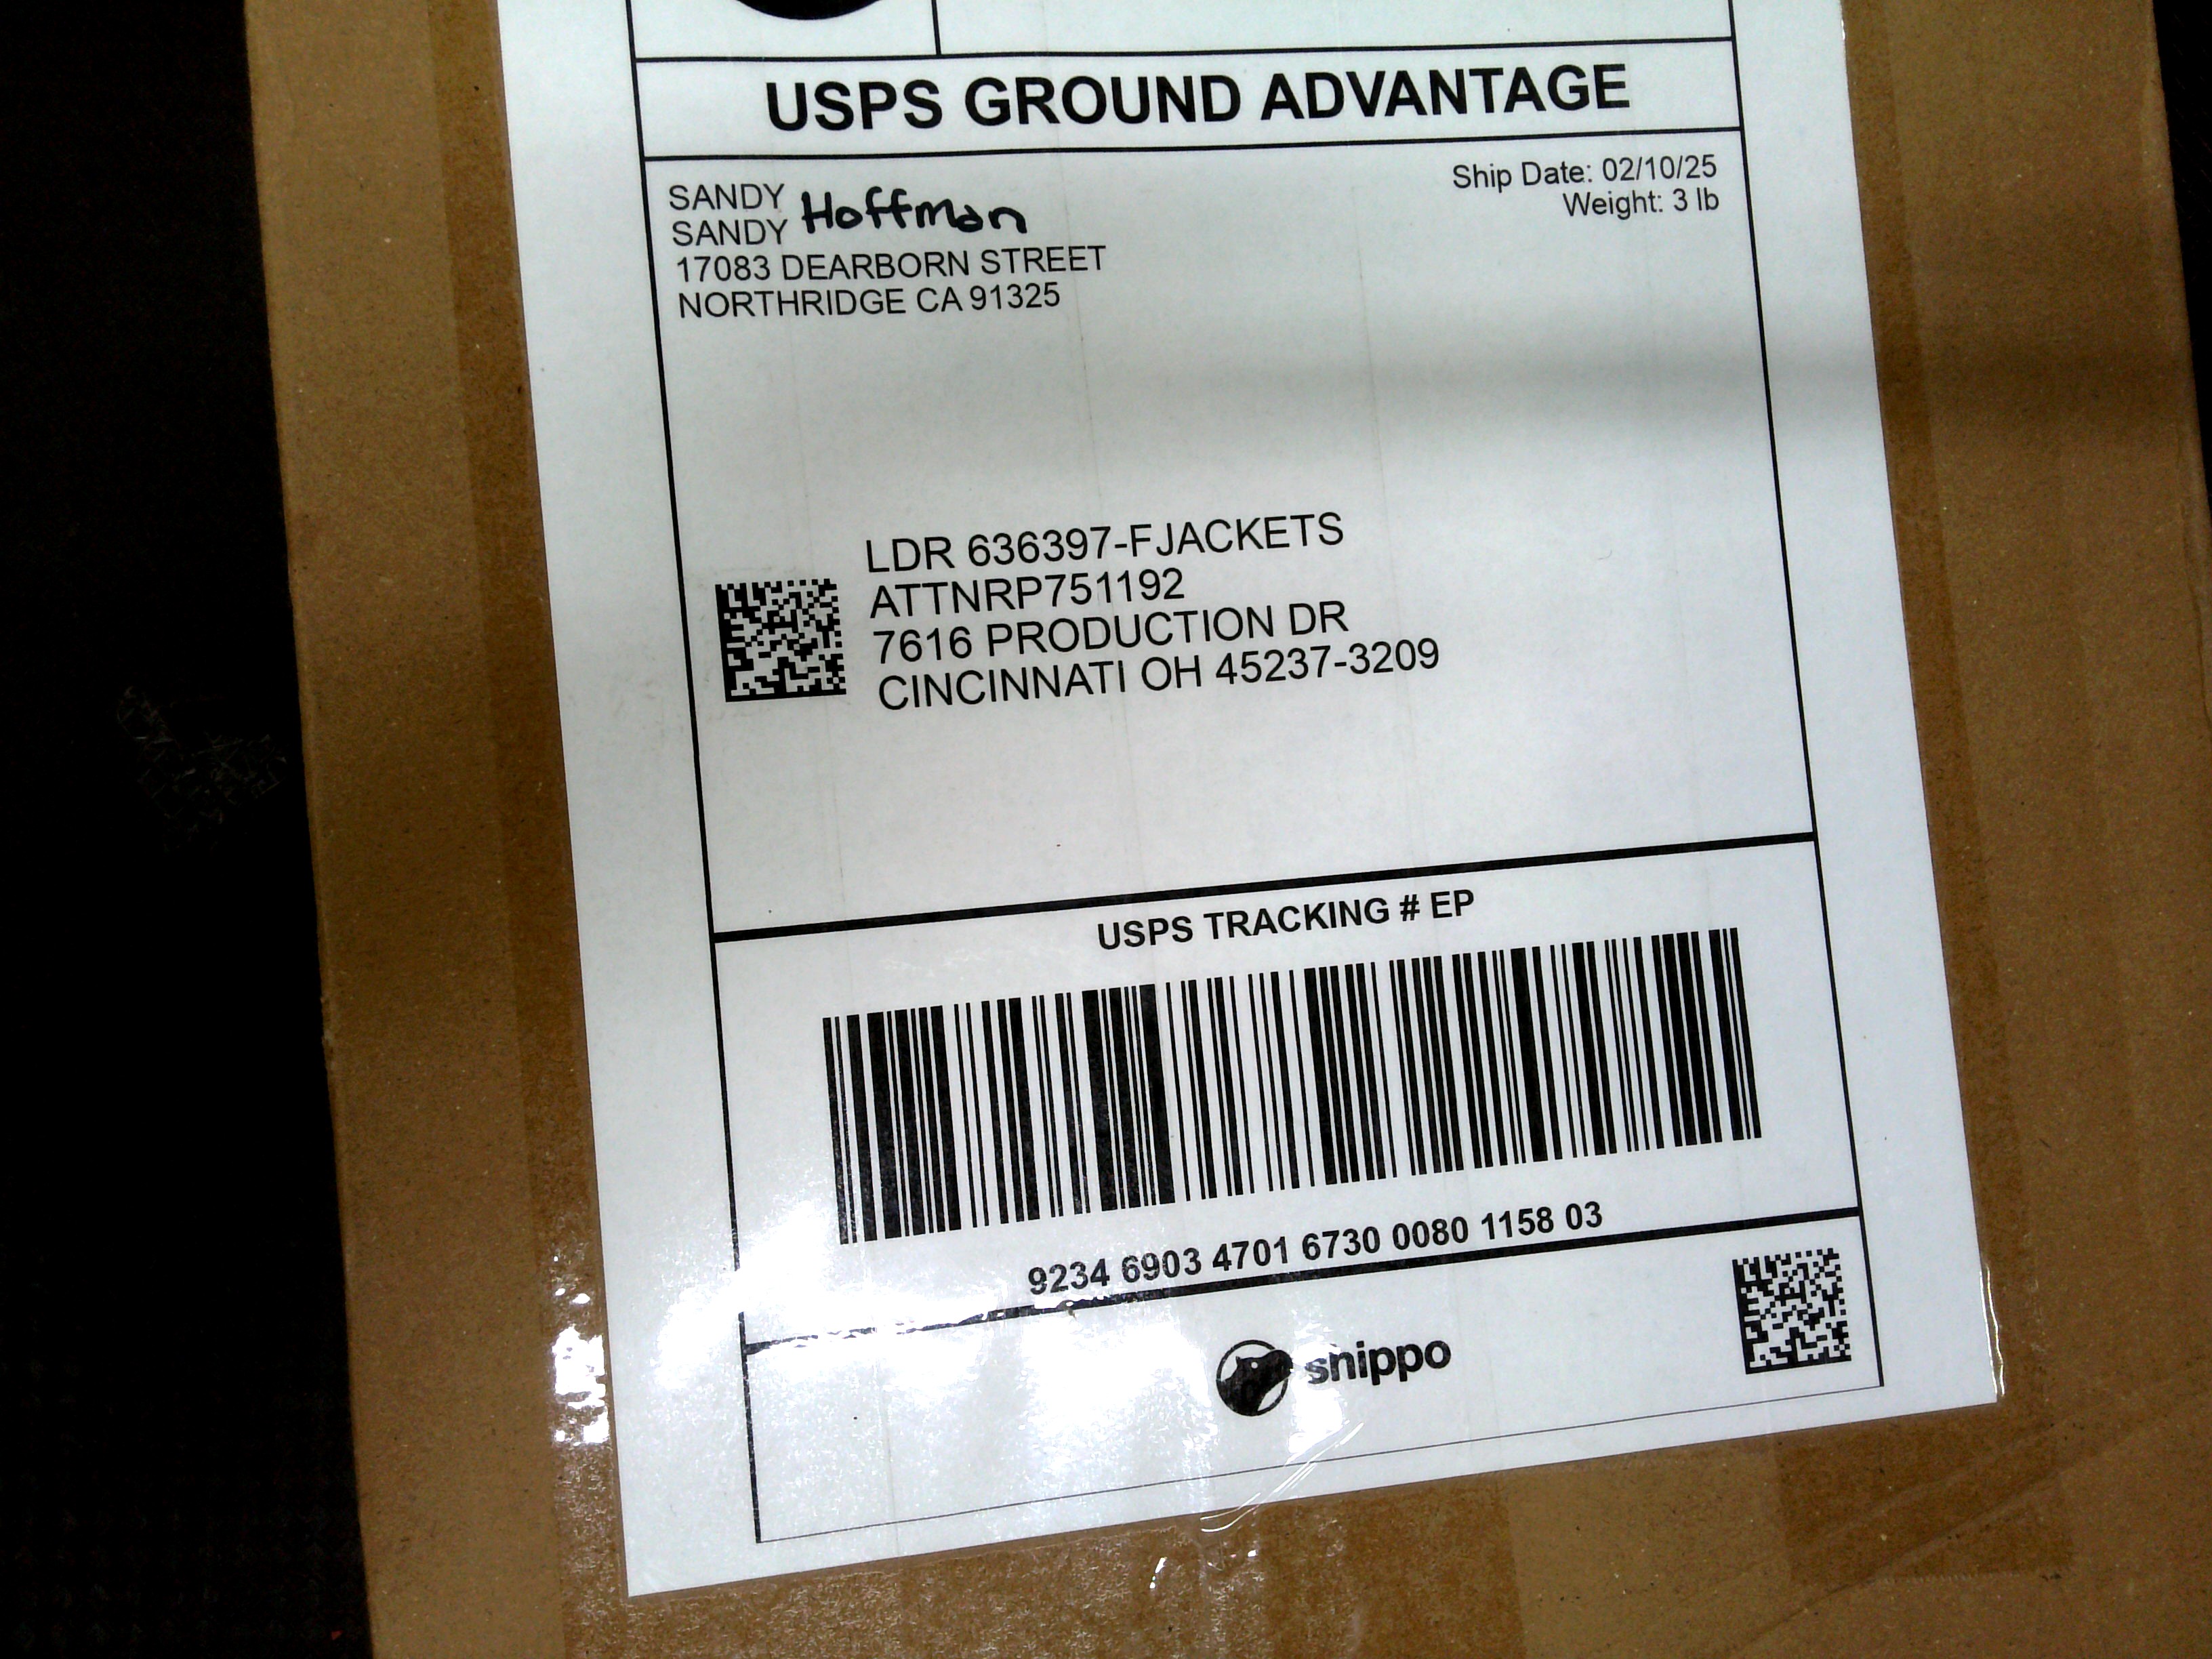 USPS GROUND ADVANTAGE
SANDY
SANDY Hoffman
17083 DEARBORN STREET
NORTHRIDGE CA 91325
Ship Date: 02/10/25
Weight: 3 lb
LDR 636397-FJACKETS
ATTNRP751192
7616 PRODUCTION DR
CINCINNATI OH 45237-3209
USPS TRACKING # EP
9234 6903 4701 6730 0080 1158 03
shippo